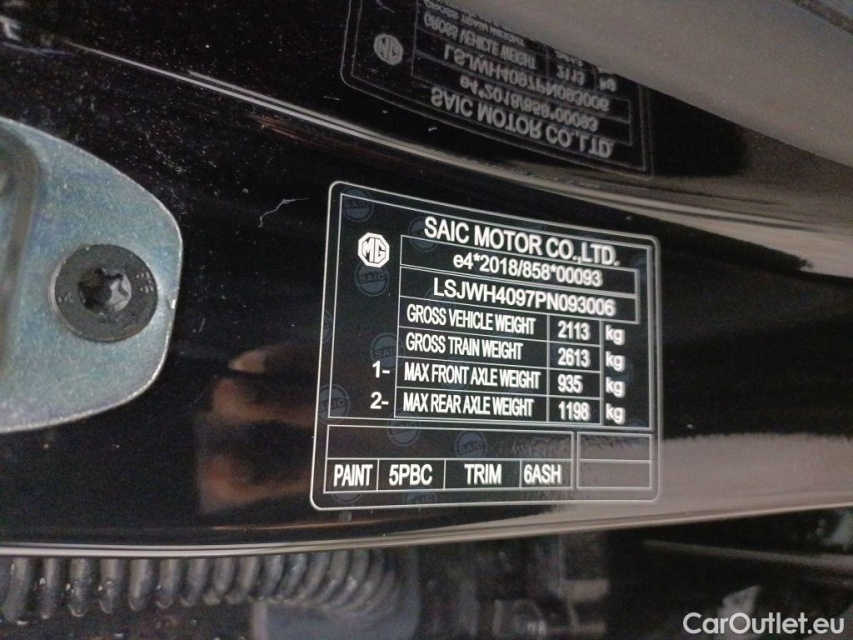 SAIC MOTOR CO.,LTD.
MG
e4*2018/858*00093
LSJWH4097PN093006
GROSS VEHICLE WEIGHT 2113 kg
GROSS TRAIN WEIGHT 2613 kg
1- MAX FRONT AXLE WEIGHT 935 kg
2- MAX REAR AXLE WEIGHT 1198 kg
PAINT 5PBC TRIM 6ASH
CarOutlet.eu